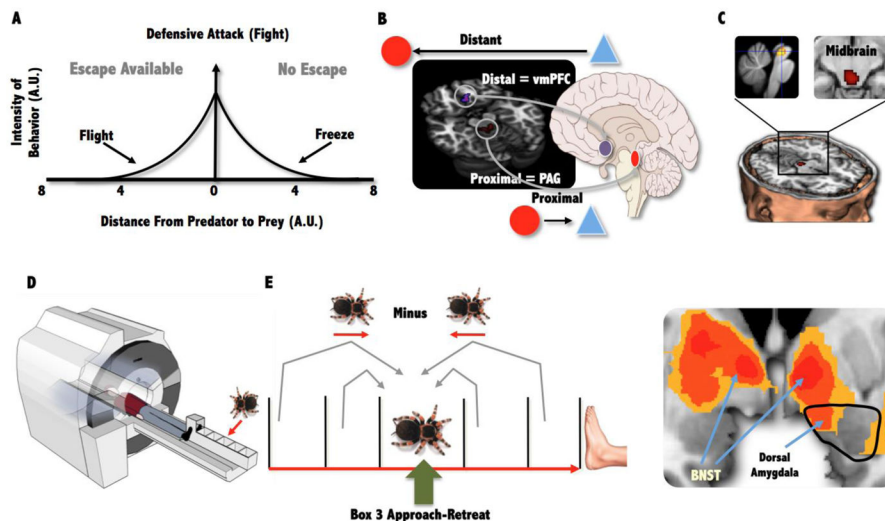 A
Defensive Attack (Fight)
Escape Available
No Escape
Intensity of
Behavior (A.U.)
Flight
Freeze
8 4 0 4 8
Distance From Predator to Prey (A.U.)
B
Distant
Distal = vmPFC
Proximal = PAG
Proximal
C
Midbrain
D
E
Minus
Box 3 Approach-Retreat
BNST
Dorsal
Amygdala